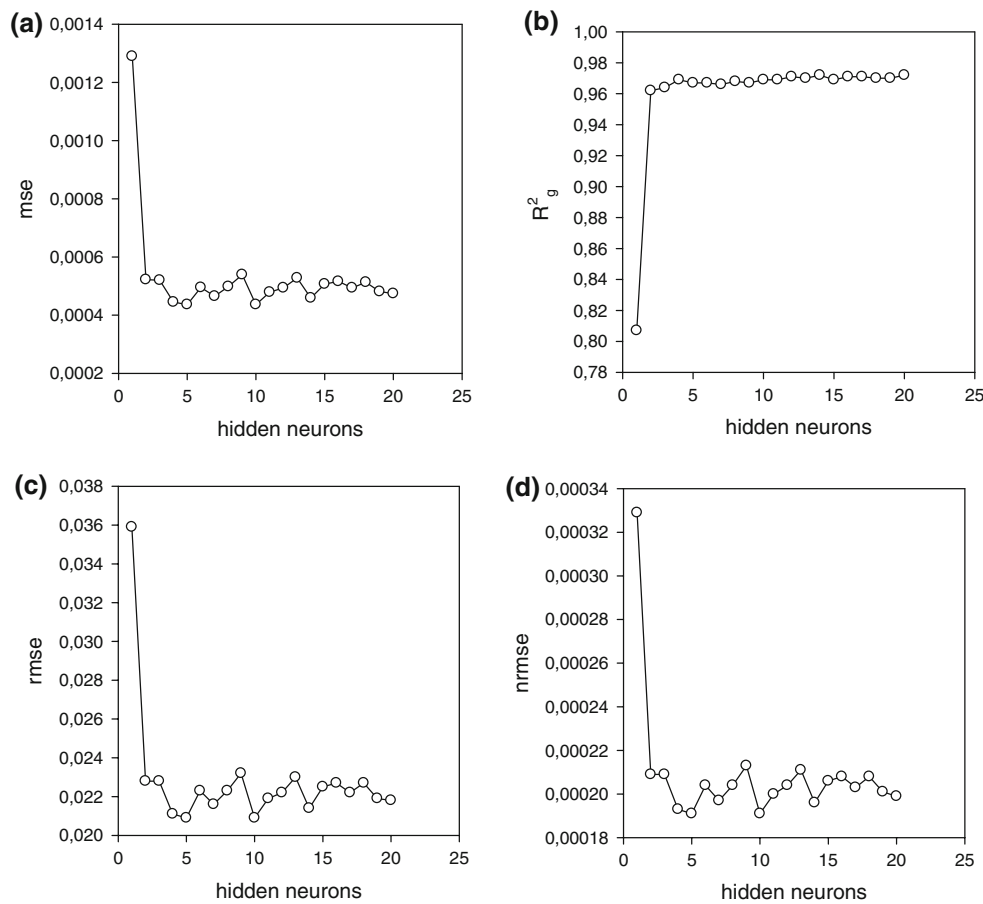 (a)
0,0014
0,0012
0,0010
0,0008
0,0006
0,0004
0,0002
mse
0 5 10 15 20 25
hidden neurons
(b)
1,00
0,98
0,96
0,94
0,92
0,90
0,88
0,86
0,84
0,82
0,80
0,78
R²g
0 5 10 15 20 25
hidden neurons
(c)
0,038
0,036
0,034
0,032
0,030
0,028
0,026
0,024
0,022
0,020
rmse
0 5 10 15 20 25
hidden neurons
(d)
0,00034
0,00032
0,00030
0,00028
0,00026
0,00024
0,00022
0,00020
0,00018
nrmse
0 5 10 15 20 25
hidden neurons